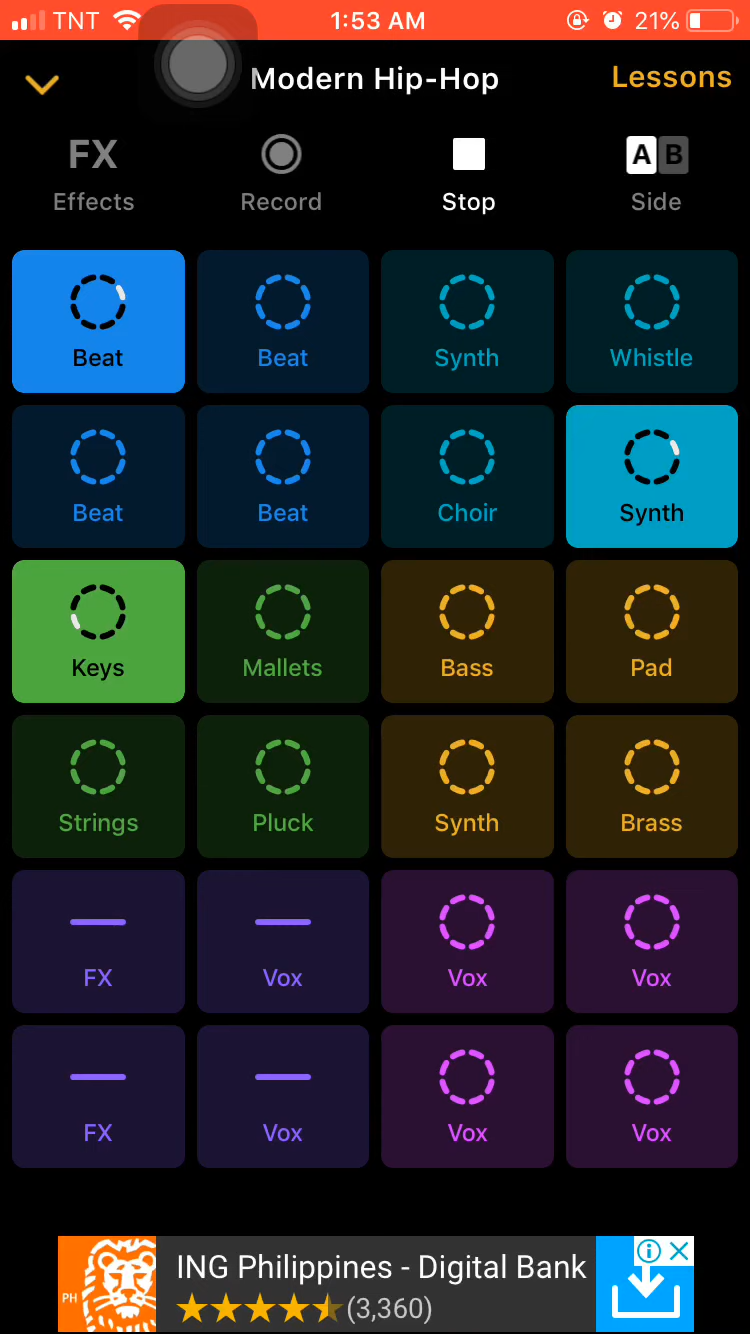 TNT 1:53 AM 21%
Modern Hip-Hop Lessons
FX A B
Effects Record Stop Side
Beat Beat Synth Whistle
Beat Beat Choir Synth
Keys Mallets Bass Pad
Strings Pluck Synth Brass
FX Vox Vox Vox
FX Vox Vox Vox
ING Philippines - Digital Bank
PH (3,360)